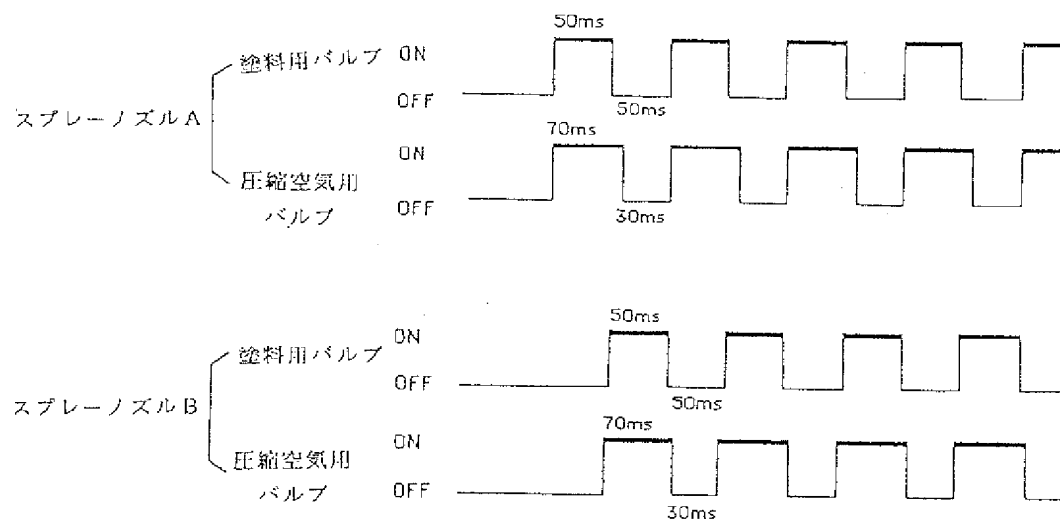 50ms
塗料用バルブ ON
OFF
50ms
スプレーノズルA
70ms
ON
圧縮空気用
バルブ
OFF
30ms
50ms
塗料用バルブ ON
OFF
50ms
スプレーノズルB
70ms
ON
圧縮空気用
バルブ
OFF
30ms